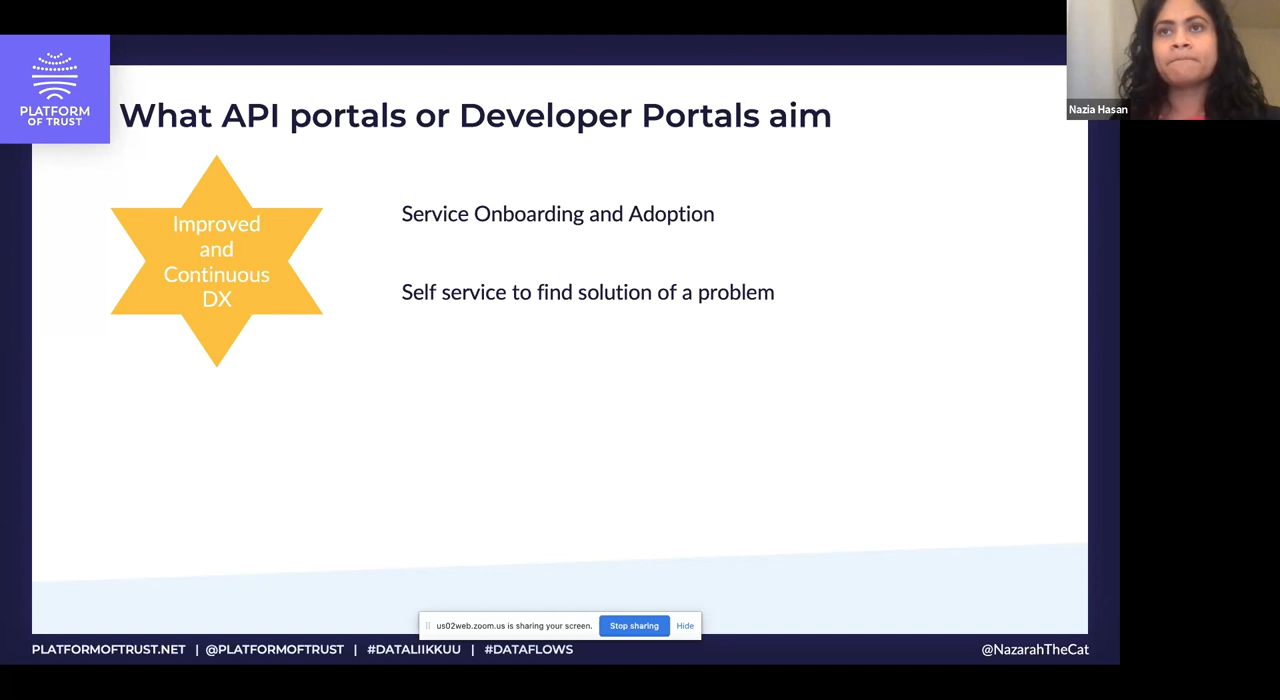 PLATFORM
OF TRUST
Nazia Hasan
What API portals or Developer Portals aim
Improved
and
Continuous
DX
Service Onboarding and Adoption
Self service to find solution of a problem
us02web.zoom.us is sharing your screen. Stop sharing Hide
PLATFORMOFTRUST.NET | @PLATFORMOFTRUST | #DATALIIKKUU | #DATAFLOWS
@NazarahTheCat